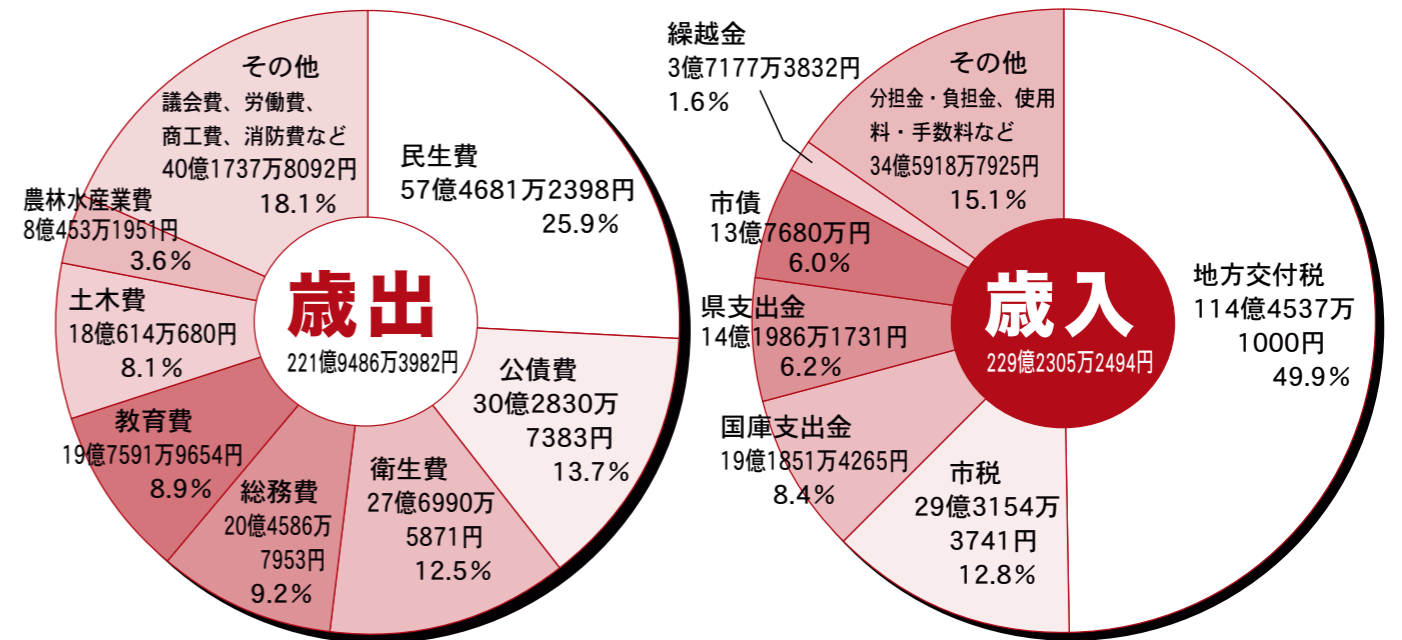 歳出
221億9486万3982円
民生費
57億4681万2398円
25.9%
公債費
30億2830万
7383円
13.7%
衛生費
27億6990万
5871円
12.5%
総務費
20億4586万
7953円
9.2%
教育費
19億7591万9654円
8.9%
土木費
18億614万680円
8.1%
農林水産業費
8億453万1951円
3.6%
その他
議会費、労働費、
商工費、消防費など
40億1737万8092円
18.1%
歳入
229億2305万2494円
地方交付税
114億4537万
1000円
49.9%
市税
29億3154万
3741円
12.8%
国庫支出金
19億1851万4265円
8.4%
県支出金
14億1986万1731円
6.2%
市債
13億7680万円
6.0%
繰越金
3億7177万3832円
1.6%
その他
分担金・負担金、使用
料・手数料など
34億5918万7925円
15.1%